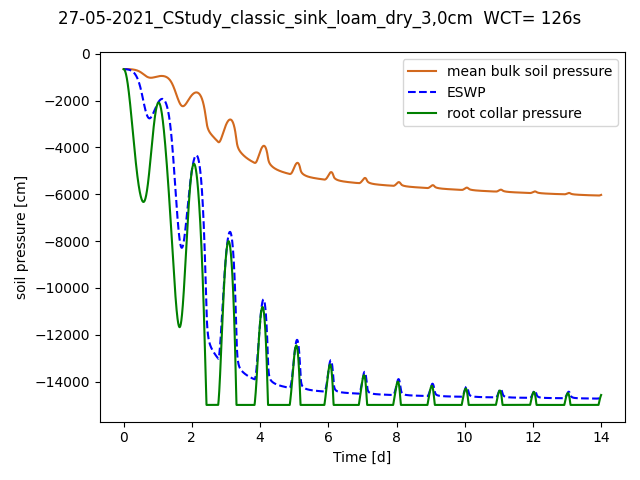 27-05-2021_CStudy_classic_sink_loam_dry_3,0cm  WCT= 126s
mean bulk soil pressure
ESWP
root collar pressure
soil pressure [cm]
0
−2000
−4000
−6000
−8000
−10000
−12000
−14000
0 2 4 6 8 10 12 14
Time [d]